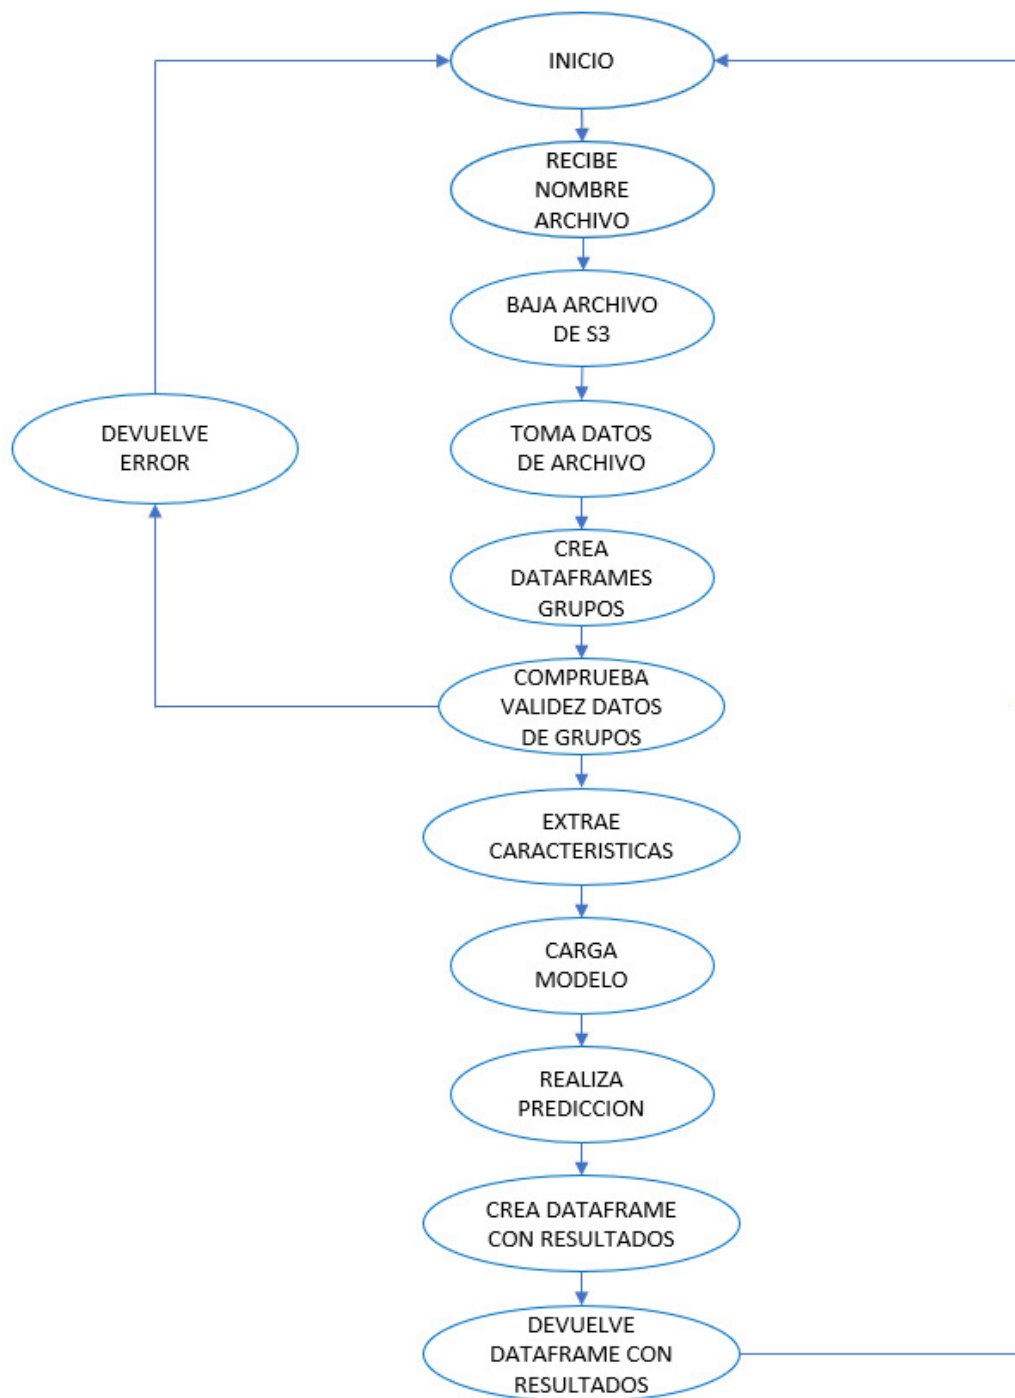 INICIO
RECIBE
NOMBRE
ARCHIVO
BAJA ARCHIVO
DE S3
TOMA DATOS
DE ARCHIVO
DEVUELVE
ERROR
CREA
DATAFRAMES
GRUPOS
COMPRUEBA
VALIDEZ DATOS
DE GRUPOS
EXTRAE
CARACTERISTICAS
CARGA
MODELO
REALIZA
PREDICCION
CREA DATAFRAME
CON RESULTADOS
DEVUELVE
DATAFRAME CON
RESULTADOS